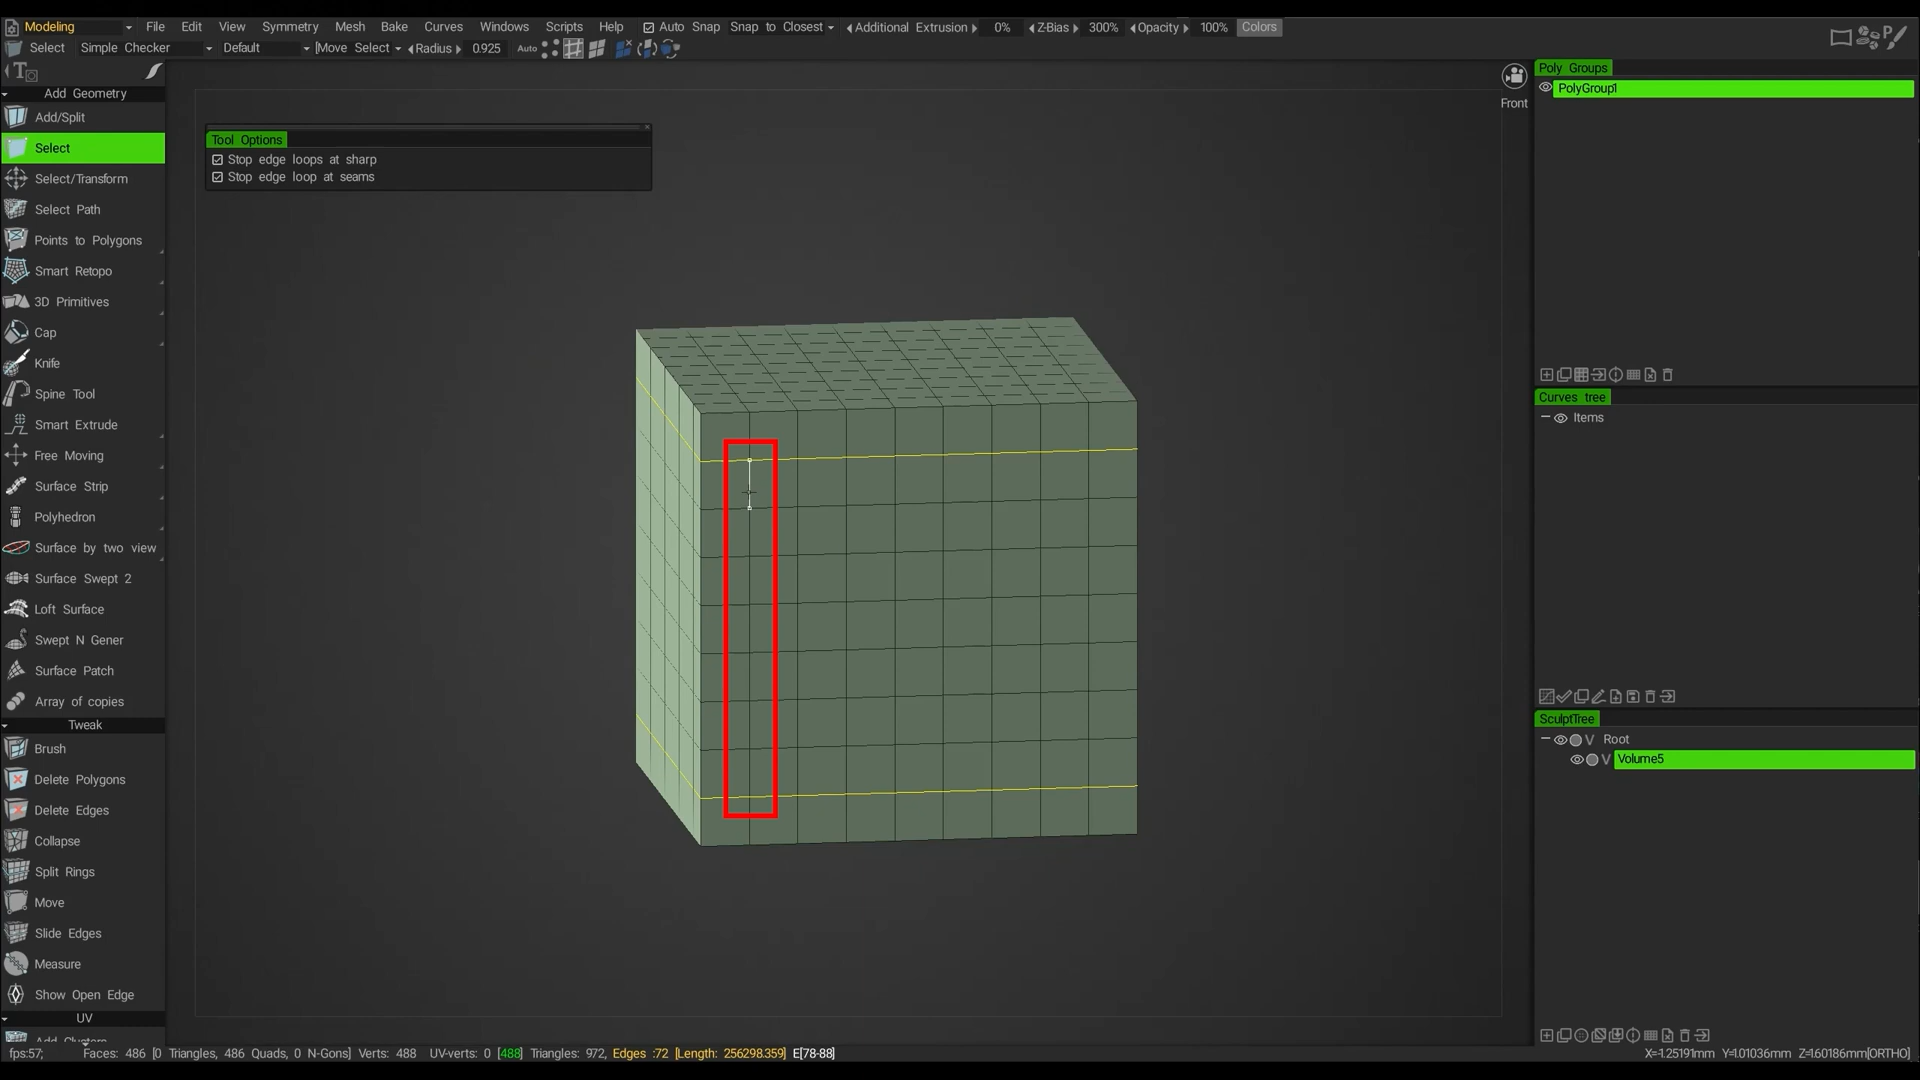 Modeling File Edit View Symmetry Mesh Bake Curves Windows Scripts Help Auto Snap Snap to Closest Additional Extrusion 0% Z-Bias 300% Opacity 100% Colors
Select Simple Checker Default [Move Select Radius 0.925 Auto
Add Geometry
Add/Split
Select
Select/Transform
Select Path
Points to Polygons
Smart Retopo
3D Primitives
Cap
Knife
Spine Tool
Smart Extrude
Free Moving
Surface Strip
Polyhedron
Surface by two view
Surface Swept 2
Loft Surface
Swept N Gener
Surface Patch
Array of copies
Tweak
Brush
Delete Polygons
Delete Edges
Collapse
Split Rings
Move
Slide Edges
Measure
Show Open Edge
UV
Tool Options
Stop edge loops at sharp
Stop edge loop at seams
Front
Poly Groups
PolyGroup1
Curves tree
Items
SculptTree
V Root
V Volume5
fps:57; Faces: 486 [0 Triangles, 486 Quads, 0 N-Gons] Verts: 488 UV-verts: 0 [488] Triangles: 972, Edges :72 [Length: 256298.359] E[78-88]
X=-1.25191mm Y=1.01036mm Z=1.60186mm[ORTHO]